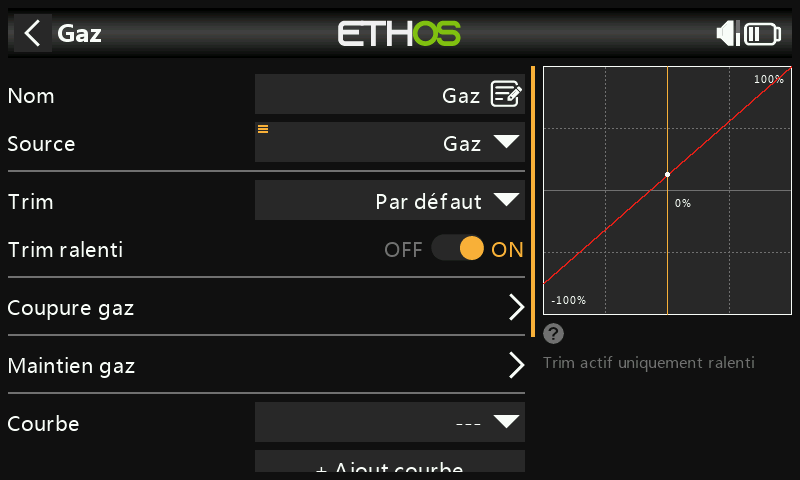 Gaz
ETHOS
Nom
Gaz
Source
Gaz
Trim
Par défaut
Trim ralenti
OFF
ON
Coupure gaz
Maintien gaz
Courbe
---
+ Ajout courbe
100%
0%
-100%
?
Trim actif uniquement ralenti